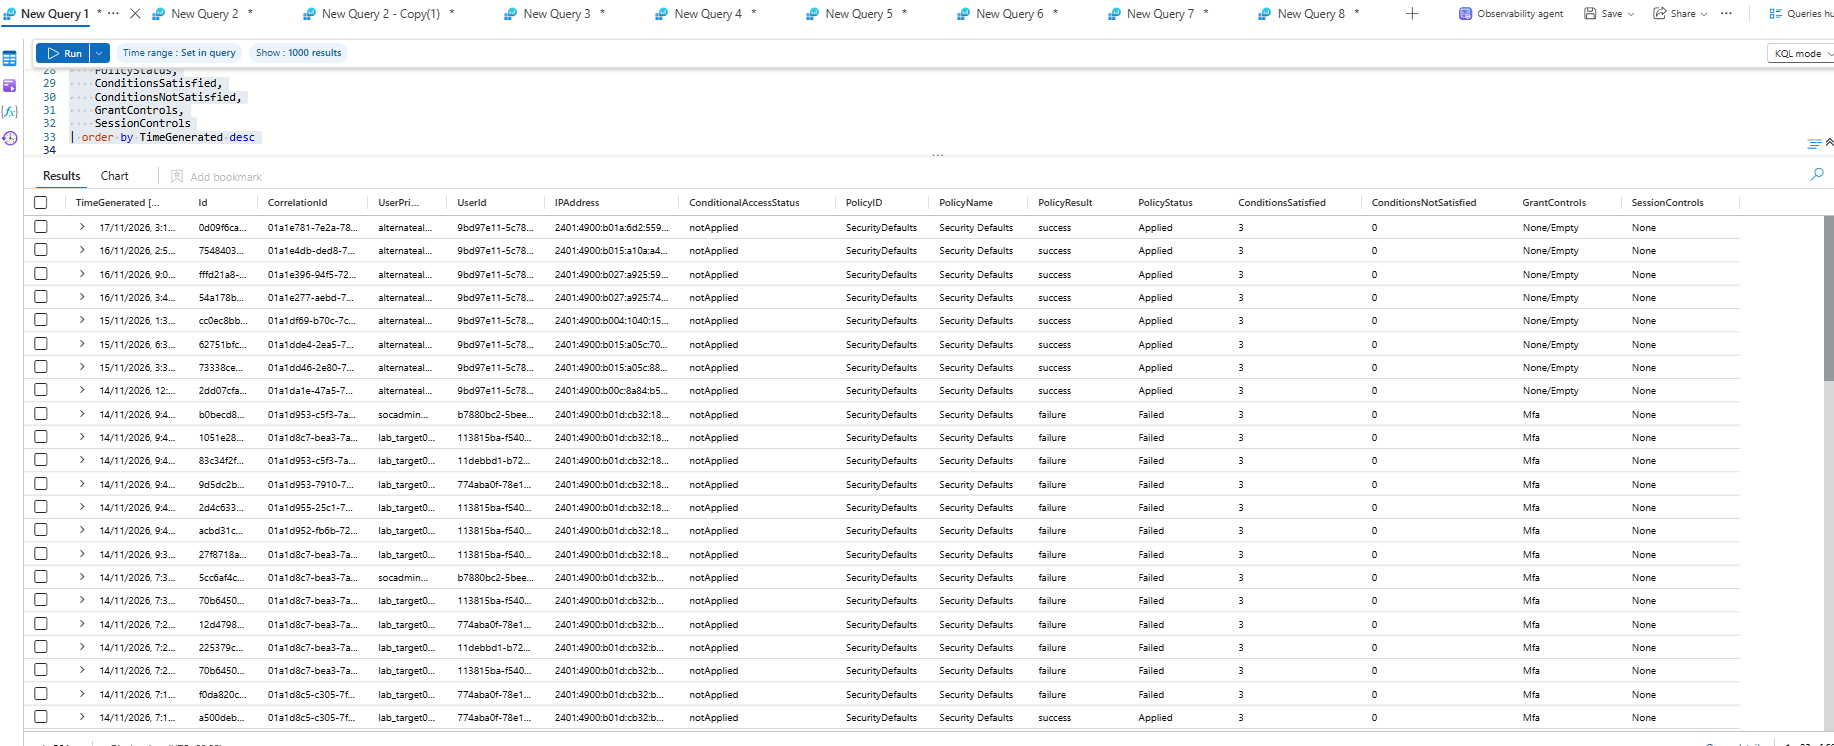 New Query 1 * ··· New Query 2 * New Query 2 - Copy(1) * New Query 3 * New Query 4 * New Query 5 * New Query 6 * New Query 7 * New Query 8 * Observability agent Save Share ··· Queries hu
Run Time range : Set in query Show : 1000 results KQL mode
28 PolicyStatus,
29 ConditionsSatisfied,
30 ConditionsNotSatisfied,
31 GrantControls,
32 SessionControls
33 | order by TimeGenerated desc
34
Results Chart Add bookmark
TimeGenerated [... Id CorrelationId UserPri... UserId IPAddress ConditionalAccessStatus PolicyID PolicyName PolicyResult PolicyStatus ConditionsSatisfied ConditionsNotSatisfied GrantControls SessionControls
17/11/2026, 3:1... 0d09f6ca... 01a1e781-7e2a-78... alternateal... 9bd97e11-5c78... 2401:4900:b01a:6d2:559... notApplied SecurityDefaults Security Defaults success Applied 3 0 None/Empty None
16/11/2026, 2:5... 7548403... 01a1e4db-ded8-7... alternateal... 9bd97e11-5c78... 2401:4900:b015:a10a:a4... notApplied SecurityDefaults Security Defaults success Applied 3 0 None/Empty None
16/11/2026, 9:0... fffd21a8-... 01a1e396-94f5-72... alternateal... 9bd97e11-5c78... 2401:4900:b027:a925:59... notApplied SecurityDefaults Security Defaults success Applied 3 0 None/Empty None
16/11/2026, 3:4... 54a178b... 01a1e277-aebd-7... alternateal... 9bd97e11-5c78... 2401:4900:b027:a925:74... notApplied SecurityDefaults Security Defaults success Applied 3 0 None/Empty None
15/11/2026, 1:3... cc0ec8bb... 01a1df69-b70c-7c... alternateal... 9bd97e11-5c78... 2401:4900:b004:1040:15... notApplied SecurityDefaults Security Defaults success Applied 3 0 None/Empty None
15/11/2026, 6:3... 62751bfc... 01a1dde4-2ea5-7... alternateal... 9bd97e11-5c78... 2401:4900:b015:a05c:70... notApplied SecurityDefaults Security Defaults success Applied 3 0 None/Empty None
15/11/2026, 3:3... 73338ce... 01a1dd46-2e80-7... alternateal... 9bd97e11-5c78... 2401:4900:b015:a05c:88... notApplied SecurityDefaults Security Defaults success Applied 3 0 None/Empty None
14/11/2026, 12:... 2dd07cfa... 01a1da1e-47a5-7... alternateal... 9bd97e11-5c78... 2401:4900:b00c:8a84:b5... notApplied SecurityDefaults Security Defaults success Applied 3 0 None/Empty None
14/11/2026, 9:4... b0becd8... 01a1d953-c5f3-7a... socadmin... b7880bc2-5bee... 2401:4900:b01d:cb32:18... notApplied SecurityDefaults Security Defaults failure Failed 3 0 Mfa None
14/11/2026, 9:4... 1051e28... 01a1d8c7-bea3-7a... lab_target0... 113815ba-f540... 2401:4900:b01d:cb32:18... notApplied SecurityDefaults Security Defaults failure Failed 3 0 Mfa None
14/11/2026, 9:4... 83c34f2f... 01a1d953-c5f3-7a... lab_target0... 11debbd1-b72... 2401:4900:b01d:cb32:18... notApplied SecurityDefaults Security Defaults failure Failed 3 0 Mfa None
14/11/2026, 9:4... 9d5dc2b... 01a1d953-7910-7... lab_target0... 774aba0f-78e1... 2401:4900:b01d:cb32:18... notApplied SecurityDefaults Security Defaults failure Failed 3 0 Mfa None
14/11/2026, 9:4... 2d4c633... 01a1d955-25c1-7... lab_target0... 113815ba-f540... 2401:4900:b01d:cb32:18... notApplied SecurityDefaults Security Defaults failure Failed 3 0 Mfa None
14/11/2026, 9:4... acbd31c... 01a1d952-fb6b-72... lab_target0... 113815ba-f540... 2401:4900:b01d:cb32:18... notApplied SecurityDefaults Security Defaults failure Failed 3 0 Mfa None
14/11/2026, 9:3... 27f8718a... 01a1d8c7-bea3-7a... lab_target0... 113815ba-f540... 2401:4900:b01d:cb32:18... notApplied SecurityDefaults Security Defaults failure Failed 3 0 Mfa None
14/11/2026, 7:3... 5cc6af4c... 01a1d8c7-bea3-7a... socadmin... b7880bc2-5bee... 2401:4900:b01d:cb32:b... notApplied SecurityDefaults Security Defaults failure Failed 3 0 Mfa None
14/11/2026, 7:3... 70b6450... 01a1d8c7-bea3-7a... lab_target0... 113815ba-f540... 2401:4900:b01d:cb32:b... notApplied SecurityDefaults Security Defaults failure Failed 3 0 Mfa None
14/11/2026, 7:2... 12d4798... 01a1d8c7-bea3-7a... lab_target0... 774aba0f-78e1... 2401:4900:b01d:cb32:b... notApplied SecurityDefaults Security Defaults failure Failed 3 0 Mfa None
14/11/2026, 7:2... 225379c... 01a1d8c7-bea3-7a... lab_target0... 11debbd1-b72... 2401:4900:b01d:cb32:b... notApplied SecurityDefaults Security Defaults failure Failed 3 0 Mfa None
14/11/2026, 7:2... 70b6450... 01a1d8c7-bea3-7a... lab_target0... 113815ba-f540... 2401:4900:b01d:cb32:b... notApplied SecurityDefaults Security Defaults failure Failed 3 0 Mfa None
14/11/2026, 7:1... f0da820c... 01a1d8c5-c305-7f... lab_target0... 774aba0f-78e1... 2401:4900:b01d:cb32:b... notApplied SecurityDefaults Security Defaults failure Failed 3 0 Mfa None
14/11/2026, 7:1... a500deb... 01a1d8c5-c305-7f... lab_target0... 774aba0f-78e1... 2401:4900:b01d:cb32:b... notApplied SecurityDefaults Security Defaults success Applied 3 0 Mfa None